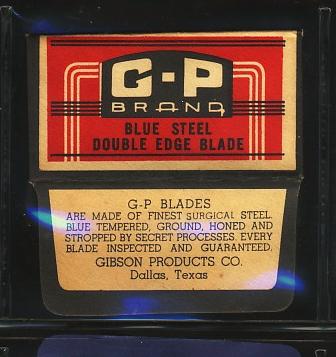 G-P
BRAND
BLUE STEEL
DOUBLE EDGE BLADE
G-P BLADES
ARE MADE OF FINEST SURGICAL STEEL.
BLUE TEMPERED, GROUND, HONED AND
STROPPED BY SECRET PROCESSES. EVERY
BLADE INSPECTED AND GUARANTEED.
GIBSON PRODUCTS CO.
Dallas, Texas